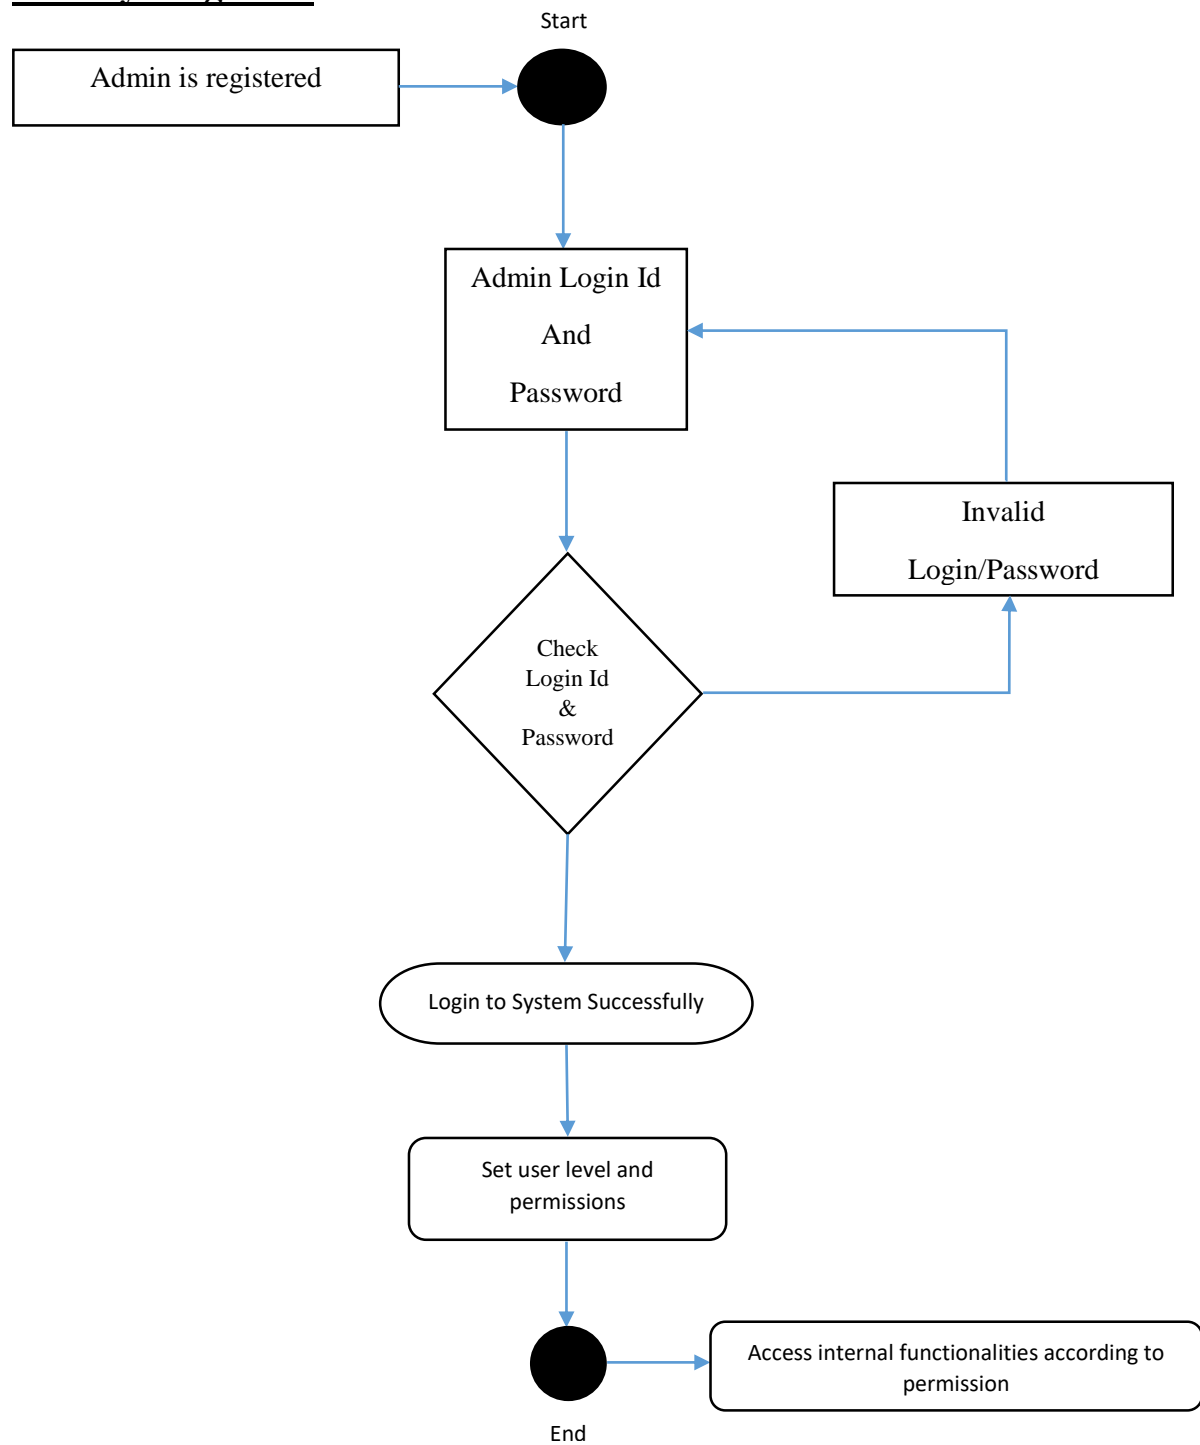 Start
Admin is registered
Admin Login Id
And
Password
Invalid
Login/Password
Check
Login Id
&
Password
Login to System Successfully
Set user level and
permissions
Access internal functionalities according to
permission
End